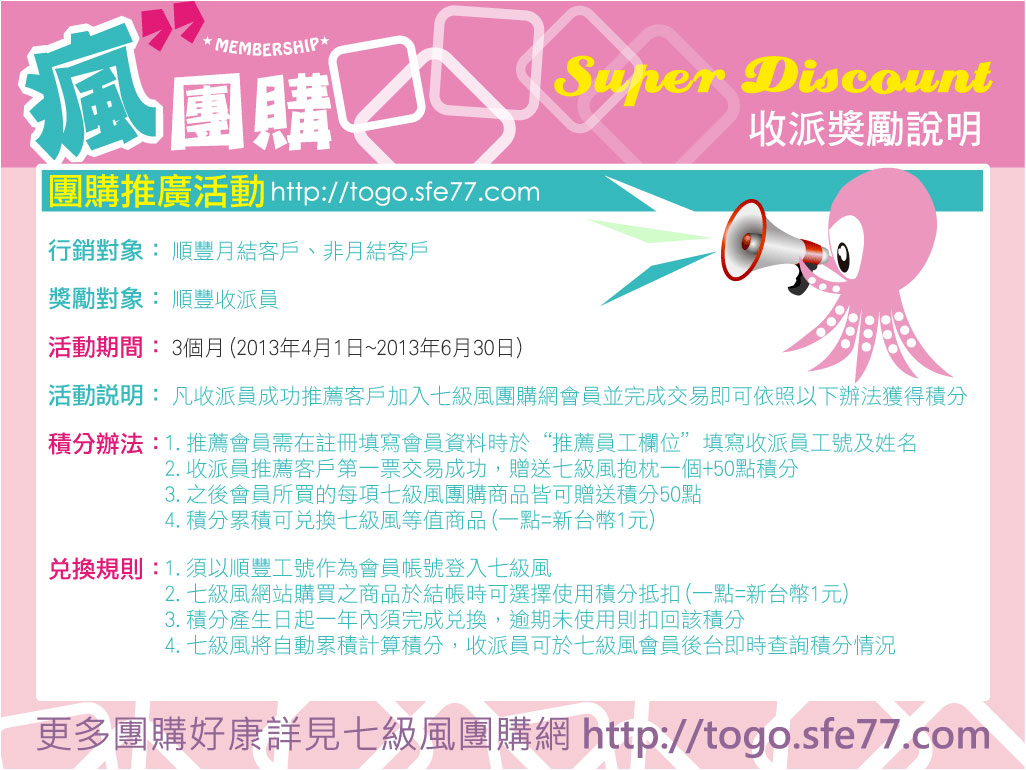 瘋團購
★MEMBERSHIP★
Super Discount
收派獎勵說明
團購推廣活動 http://togo.sfe77.com
行銷對象： 順豐月結客戶、非月結客戶
獎勵對象： 順豐收派員
活動期間： 3個月(2013年4月1日~2013年6月30日)
活動說明： 凡收派員成功推薦客戶加入七級風團購網會員並完成交易即可依照以下辦法獲得積分
積分辦法：1. 推薦會員需在註冊填寫會員資料時於“推薦員工欄位”填寫收派員工號及姓名
2. 收派員推薦客戶第一票交易成功，贈送七級風抱枕一個+50點積分
3. 之後會員所買的每項七級風團購商品皆可贈送積分50點
4. 積分累積可兌換七級風等值商品(一點=新台幣1元)
兌換規則：1. 須以順豐工號作為會員帳號登入七級風
2. 七級風網站購買之商品於結帳時可選擇使用積分抵扣(一點=新台幣1元)
3. 積分產生日起一年內須完成兌換，逾期未使用則扣回該積分
4. 七級風將自動累積計算積分，收派員可於七級風會員後台即時查詢積分情況
更多團購好康詳見七級風團購網 http://togo.sfe77.com